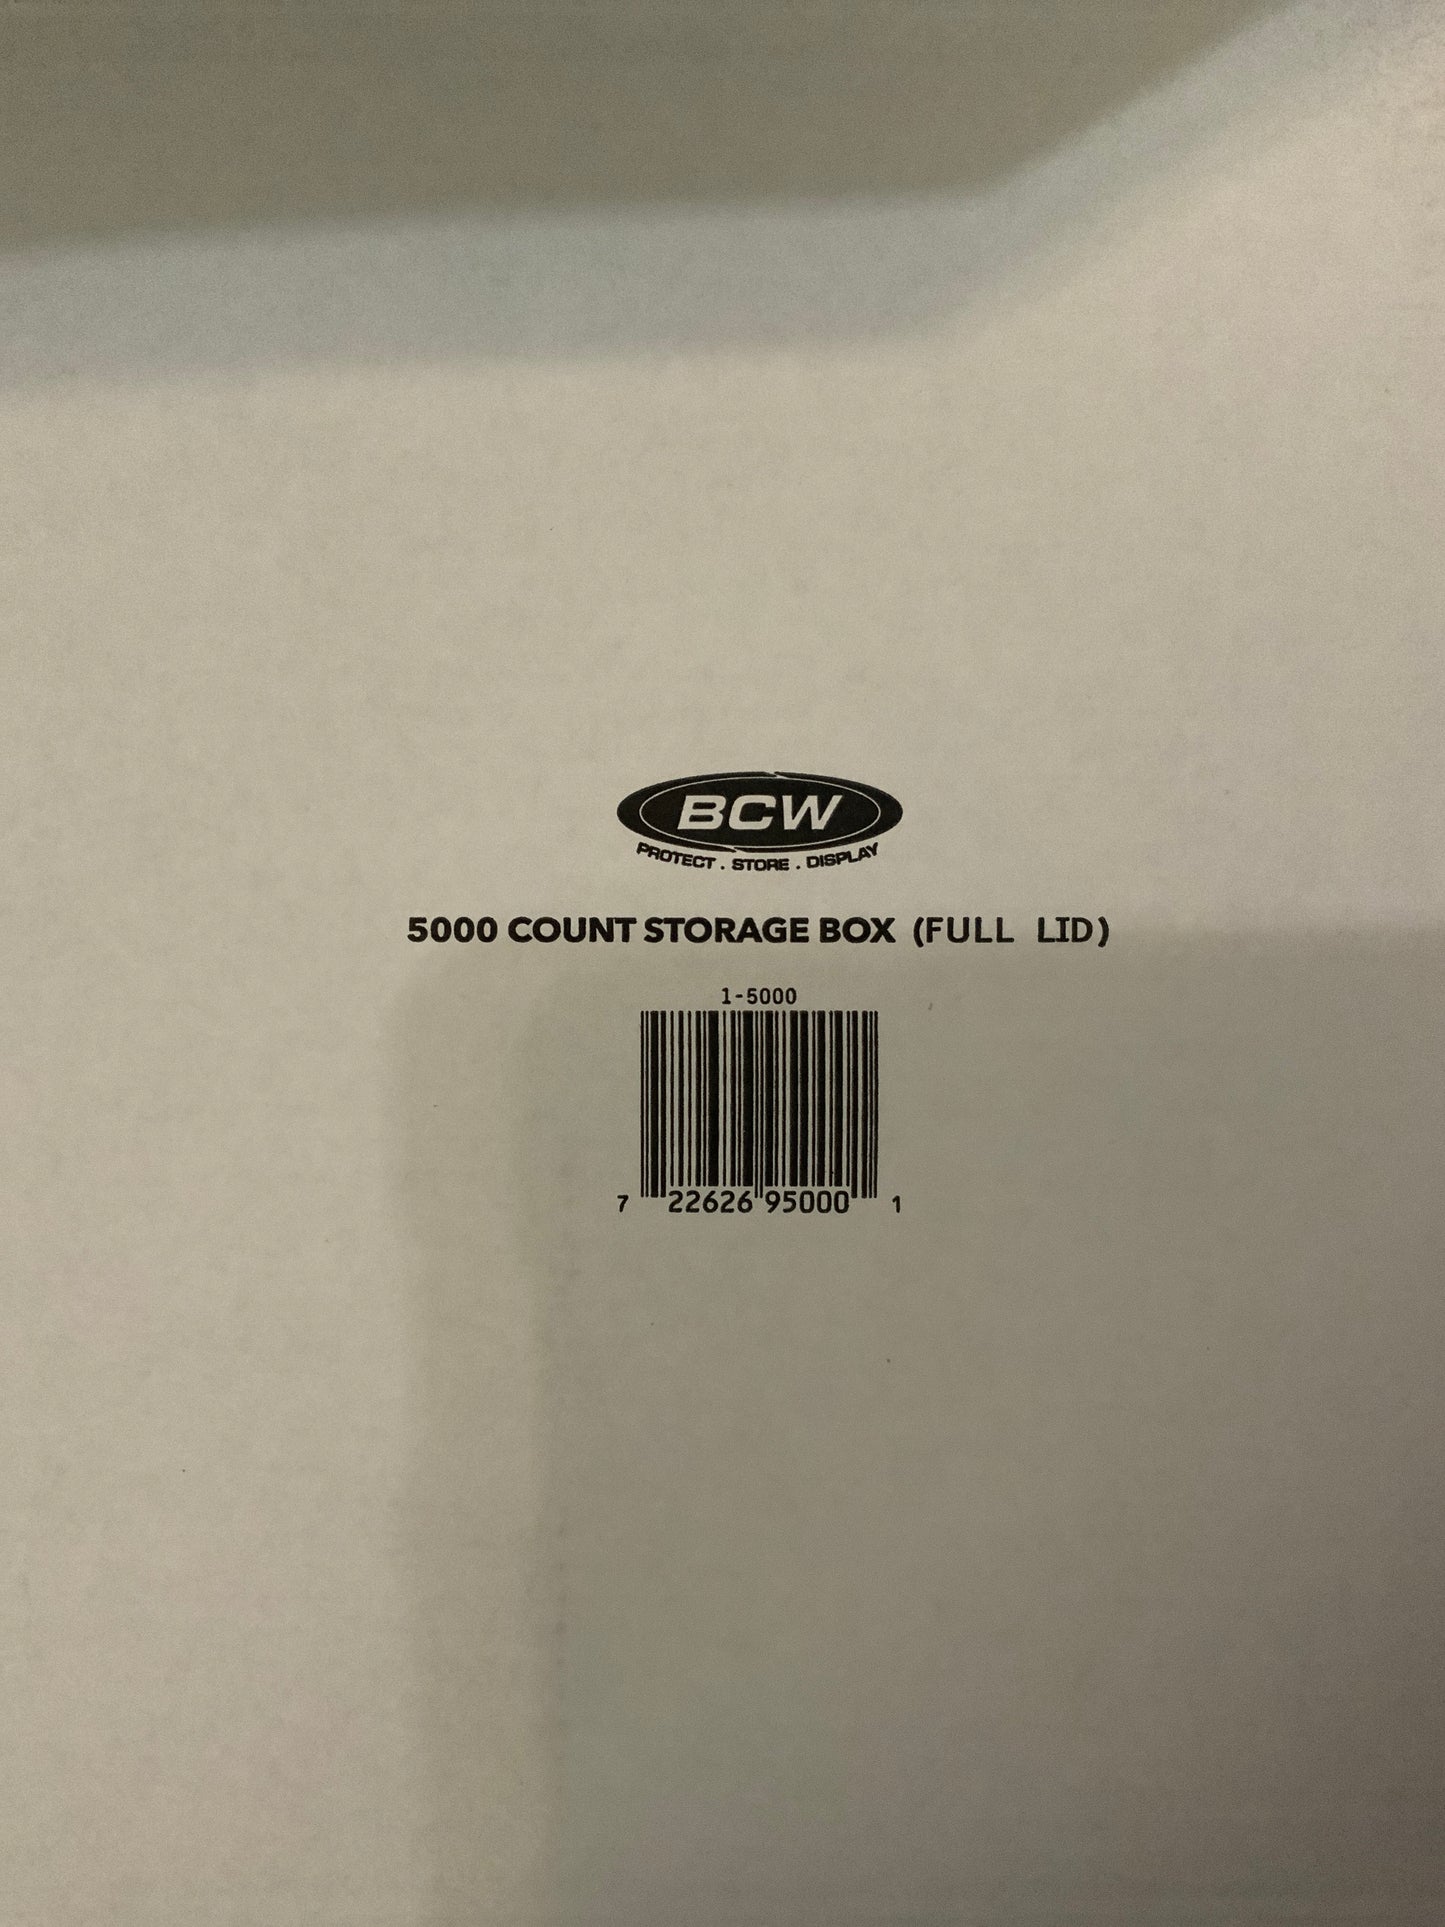 BCW
PROTECT . STORE . DISPLAY
5000 COUNT STORAGE BOX (FULL LID)
1-5000
7 22626 95000 1